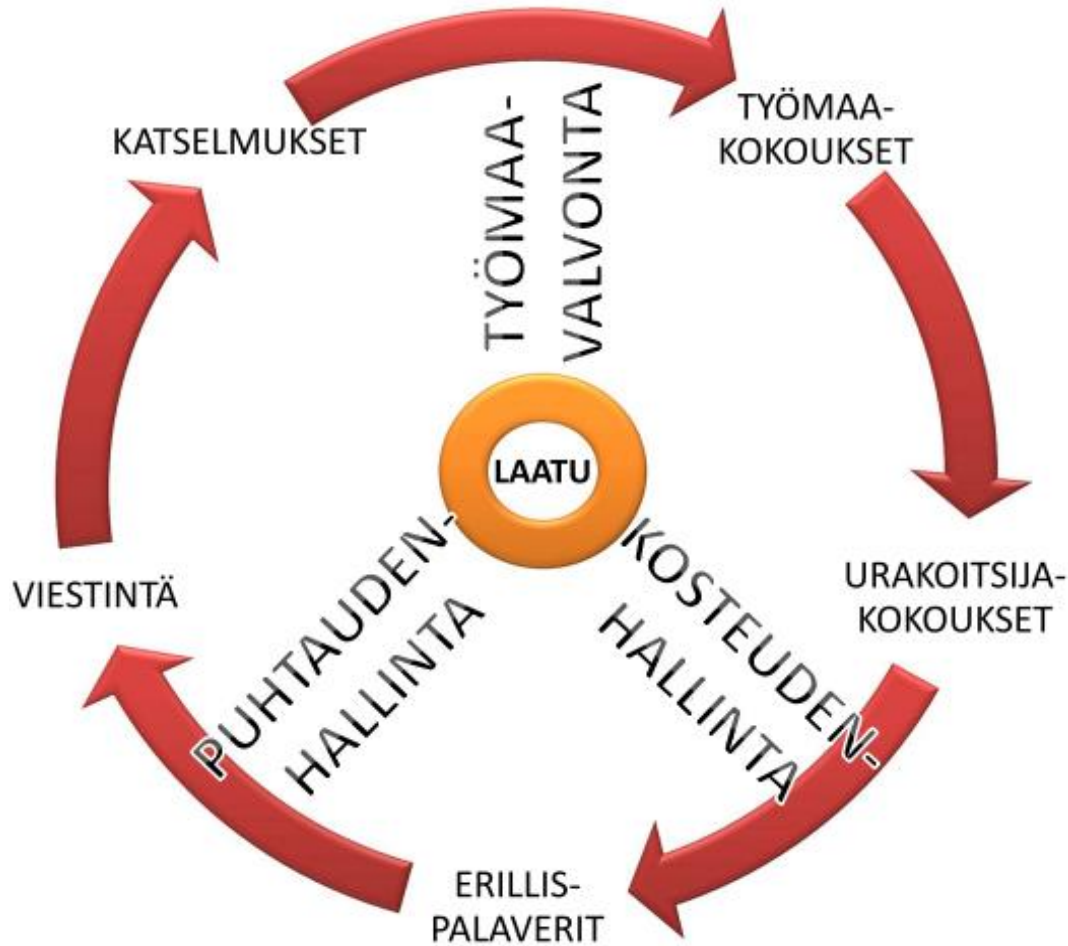 KATSELMUKSET
TYÖMAA-
KOKOUKSET
TYÖMAA-
VALVONTA
LAATU
URAKOITSIJA-
KOKOUKSET
KOSTEUDEN-
HALLINTA
PUHTAUDEN-
HALLINTA
VIESTINTÄ
ERILLIS-
PALAVERIT